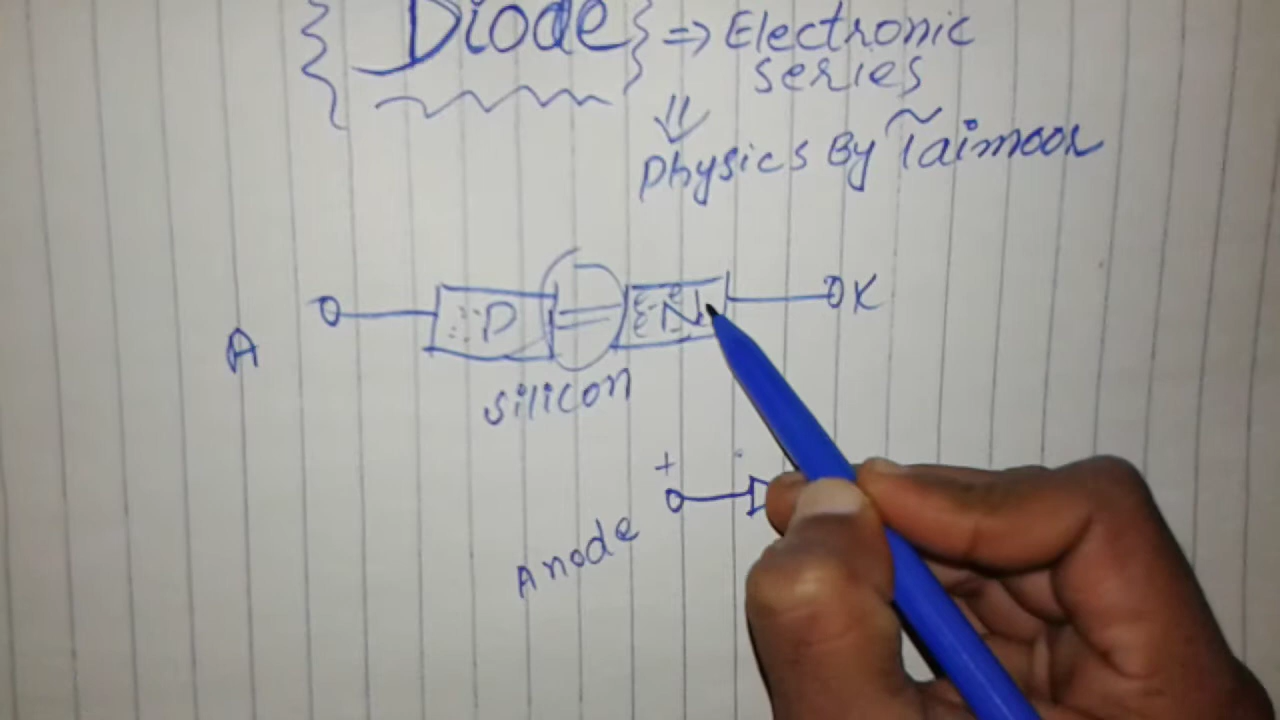 Diode => Electronic
series
Physics By Taimoor
A P N K
silicon
+
Anode